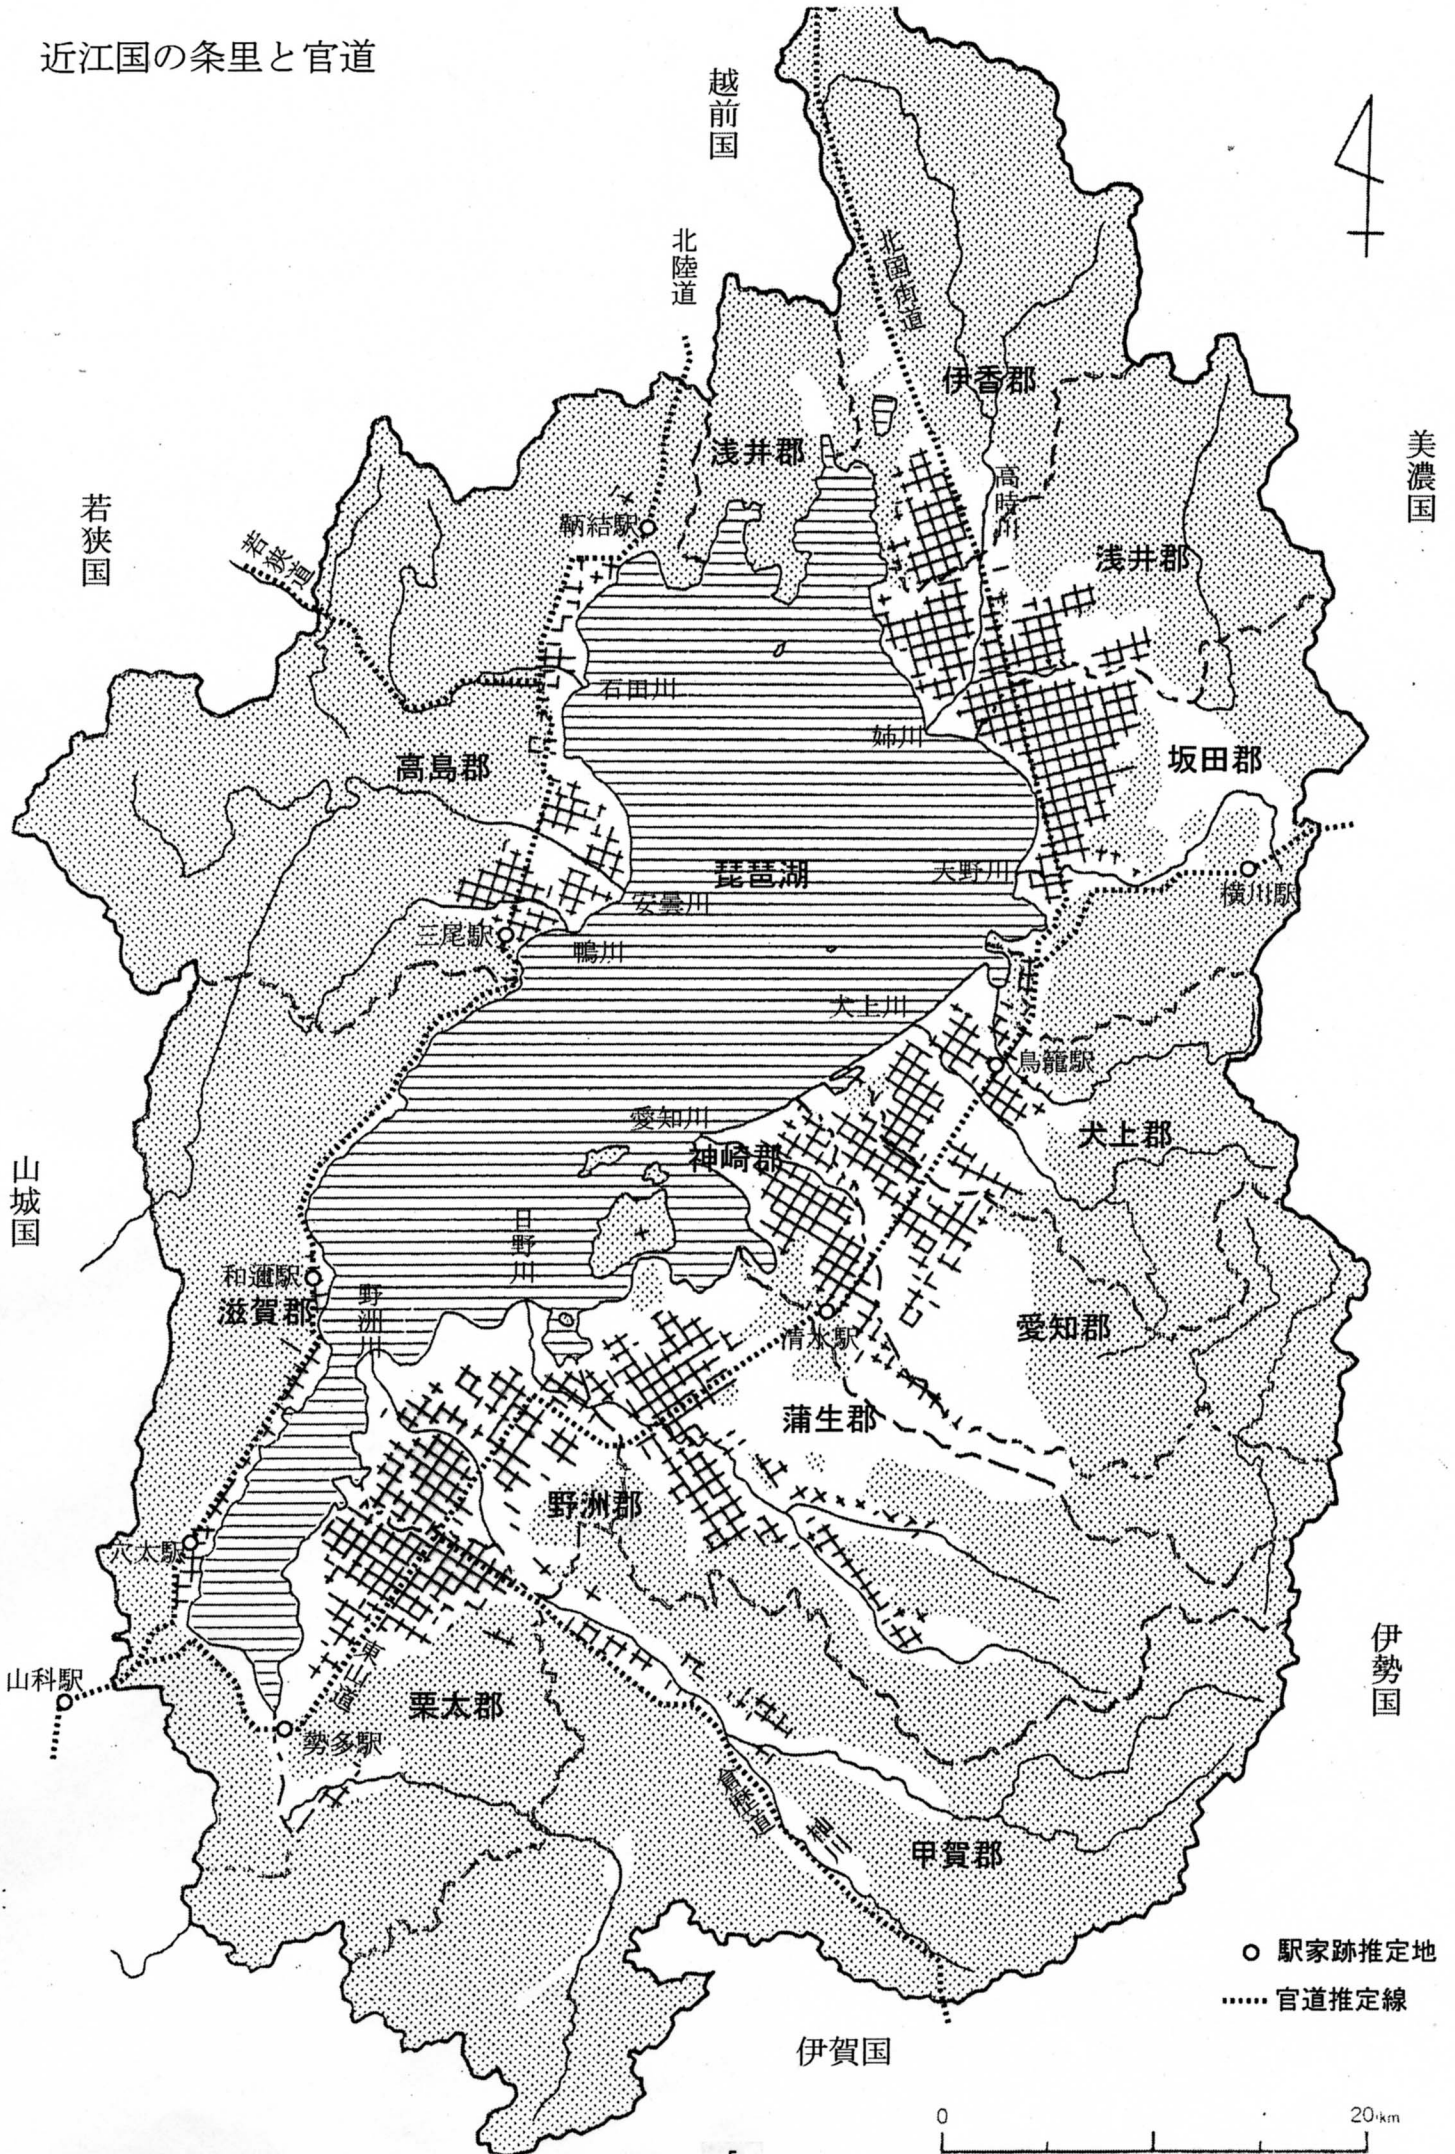 近江国の条里と官道
越前国
北陸道
北国街道
伊香郡
浅井郡
美濃国
高時川
若狭国
鞆結駅
若狭道
浅井郡
石田川
姉川
坂田郡
高島郡
琵琶湖
天野川
横川駅
安曇川
三尾駅
鴨川
犬上川
鳥籠駅
愛知川
犬上郡
神崎郡
山城国
日野川
和邇駅
滋賀郡
野洲川
愛知郡
清水駅
蒲生郡
野洲郡
穴太駅
伊勢国
東山道
山科駅
栗太郡
勢多駅
倉歴道
杣川
甲賀郡
駅家跡推定地
官道推定線
伊賀国
0
20km